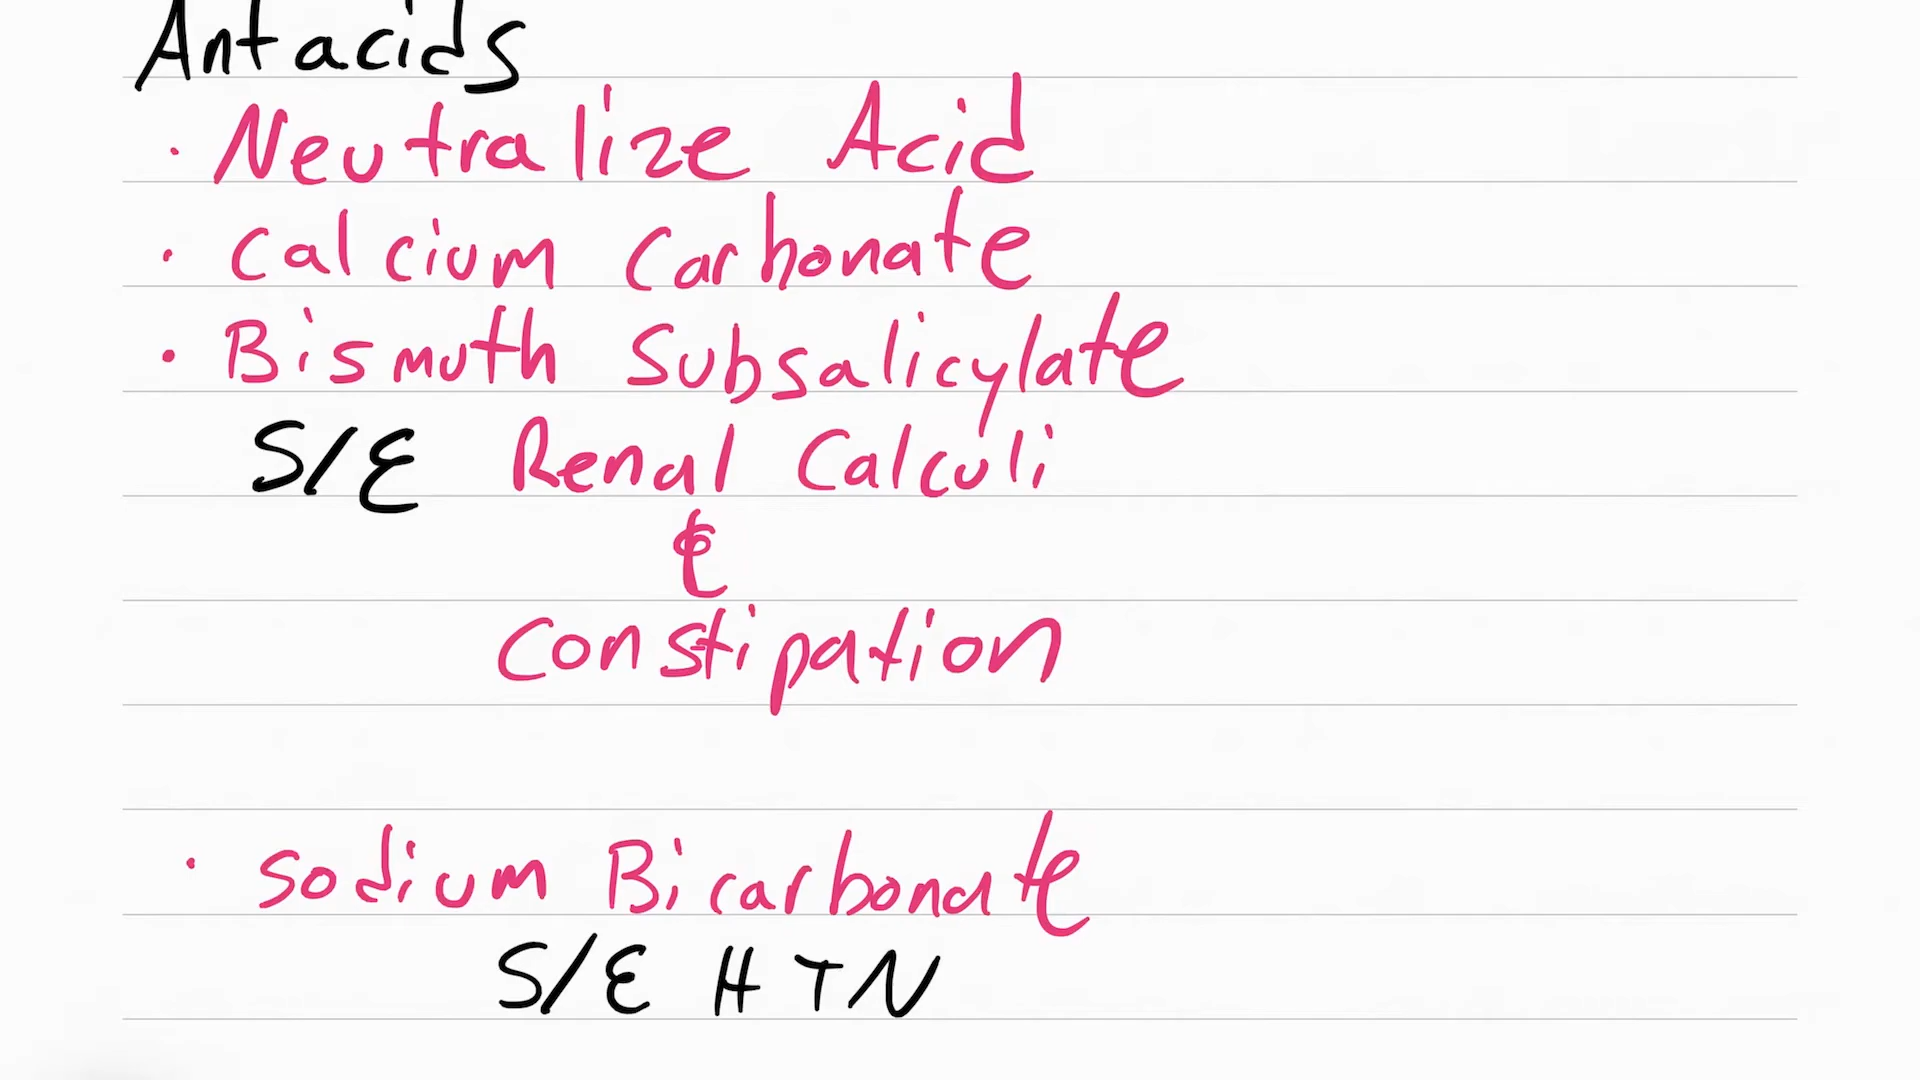 Antacids
· Neutralize Acid
· Calcium Carbonate
· Bismuth Subsalicylate
S/E Renal Calculi
&
Constipation
· Sodium Bicarbonate
S/E HTN